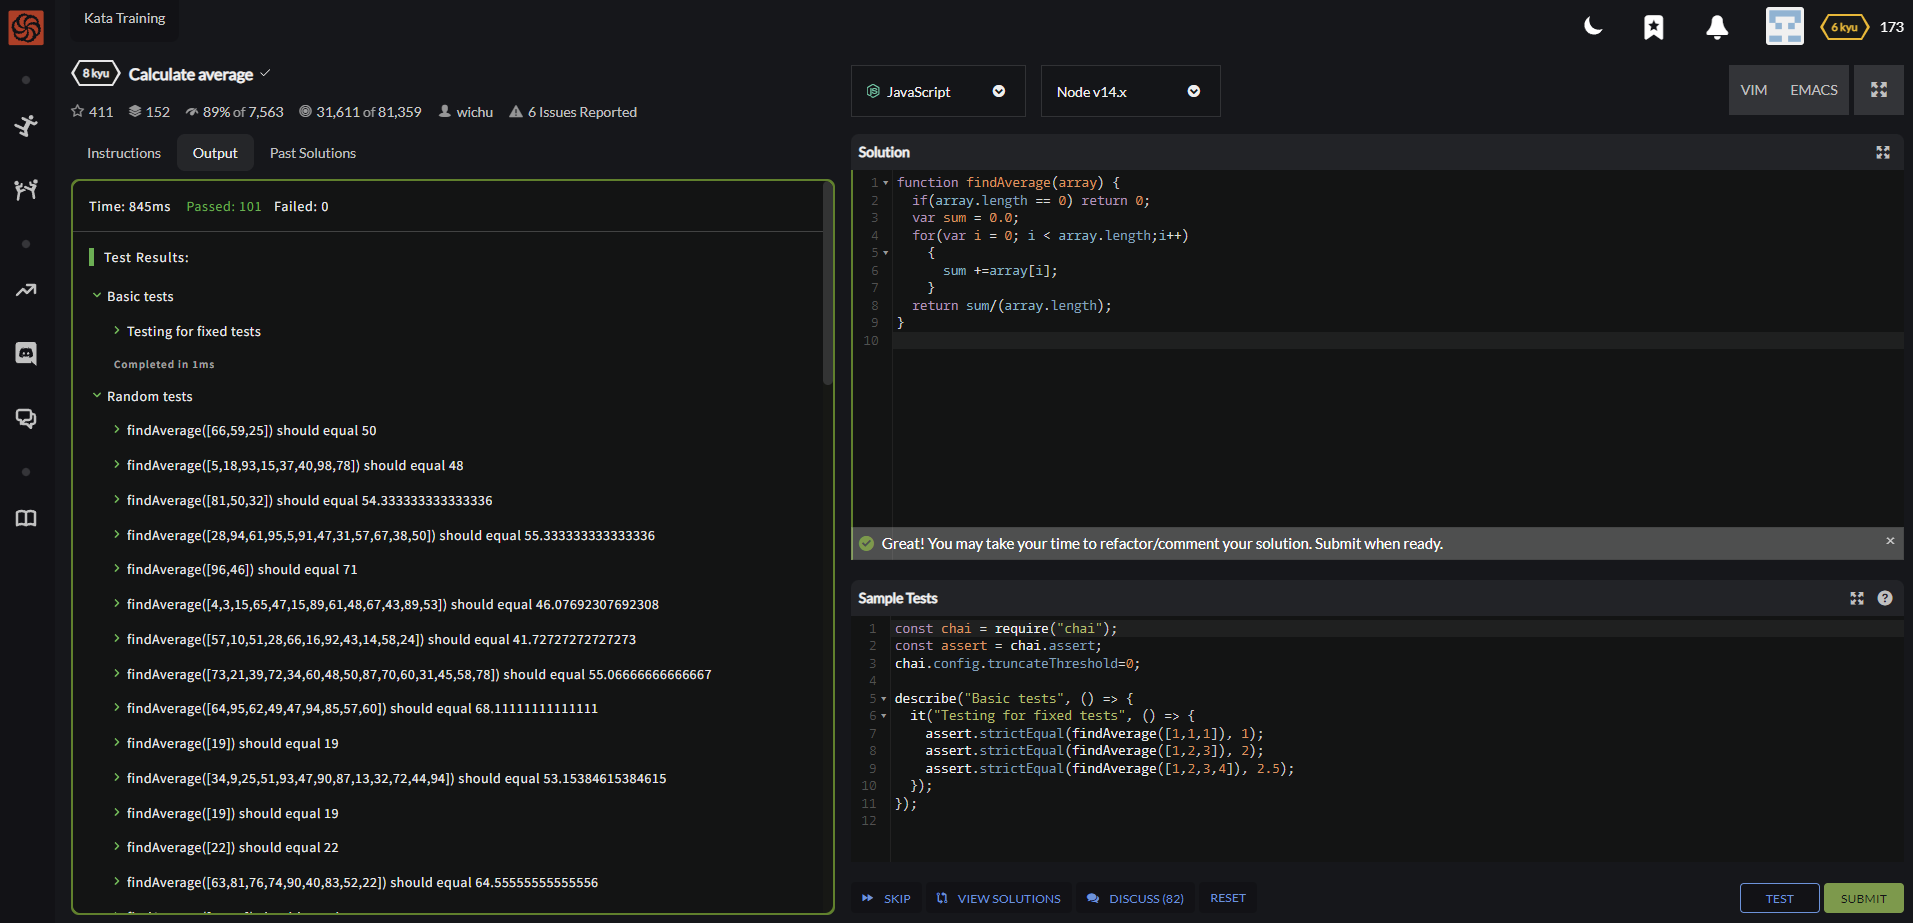 Kata Training
6 kyu 173
8 kyu Calculate average
411 152 89% of 7,563 31,611 of 81,359 wichu 6 Issues Reported
Instructions Output Past Solutions
Time: 845ms Passed: 101 Failed: 0
Test Results:
Basic tests
Testing for fixed tests
Completed in 1ms
Random tests
findAverage([66,59,25]) should equal 50
findAverage([5,18,93,15,37,40,98,78]) should equal 48
findAverage([81,50,32]) should equal 54.333333333333336
findAverage([28,94,61,95,5,91,47,31,57,67,38,50]) should equal 55.333333333333336
findAverage([96,46]) should equal 71
findAverage([4,3,15,65,47,15,89,61,48,67,43,89,53]) should equal 46.07692307692308
findAverage([57,10,51,28,66,16,92,43,14,58,24]) should equal 41.72727272727273
findAverage([73,21,39,72,34,60,48,50,87,70,60,31,45,58,78]) should equal 55.06666666666667
findAverage([64,95,62,49,47,94,85,57,60]) should equal 68.11111111111111
findAverage([19]) should equal 19
findAverage([34,9,25,51,93,47,90,87,13,32,72,44,94]) should equal 53.15384615384615
findAverage([19]) should equal 19
findAverage([22]) should equal 22
findAverage([63,81,76,74,90,40,83,52,22]) should equal 64.55555555555556
JavaScript Node v14.x VIM EMACS
Solution
1 function findAverage(array) {
2 if(array.length == 0) return 0;
3 var sum = 0.0;
4 for(var i = 0; i < array.length;i++)
5 {
6 sum +=array[i];
7 }
8 return sum/(array.length);
9 }
10
Great! You may take your time to refactor/comment your solution. Submit when ready. ×
Sample Tests
1 const chai = require("chai");
2 const assert = chai.assert;
3 chai.config.truncateThreshold=0;
4
5 describe("Basic tests", () => {
6 it("Testing for fixed tests", () => {
7 assert.strictEqual(findAverage([1,1,1]), 1);
8 assert.strictEqual(findAverage([1,2,3]), 2);
9 assert.strictEqual(findAverage([1,2,3,4]), 2.5);
10 });
11 });
12
SKIP VIEW SOLUTIONS DISCUSS (82) RESET TEST SUBMIT